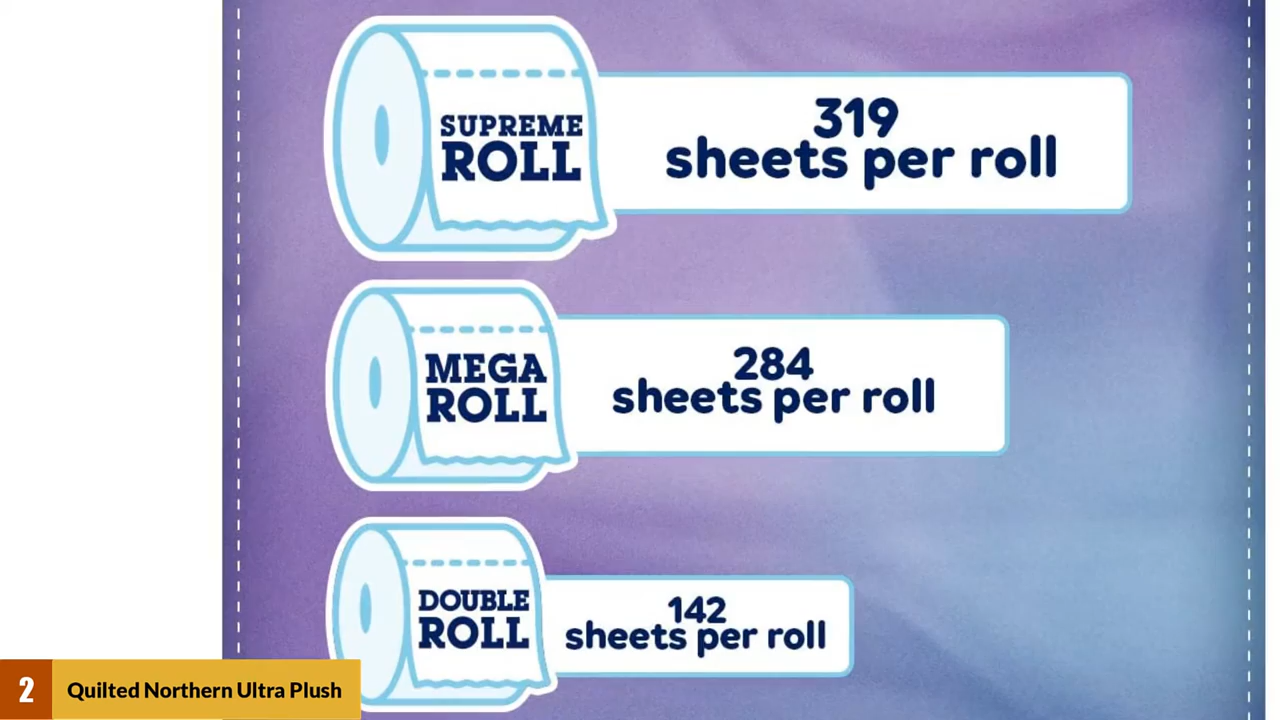 SUPREME
ROLL
319
sheets per roll
MEGA
ROLL
284
sheets per roll
DOUBLE
ROLL
142
sheets per roll
2 Quilted Northern Ultra Plush